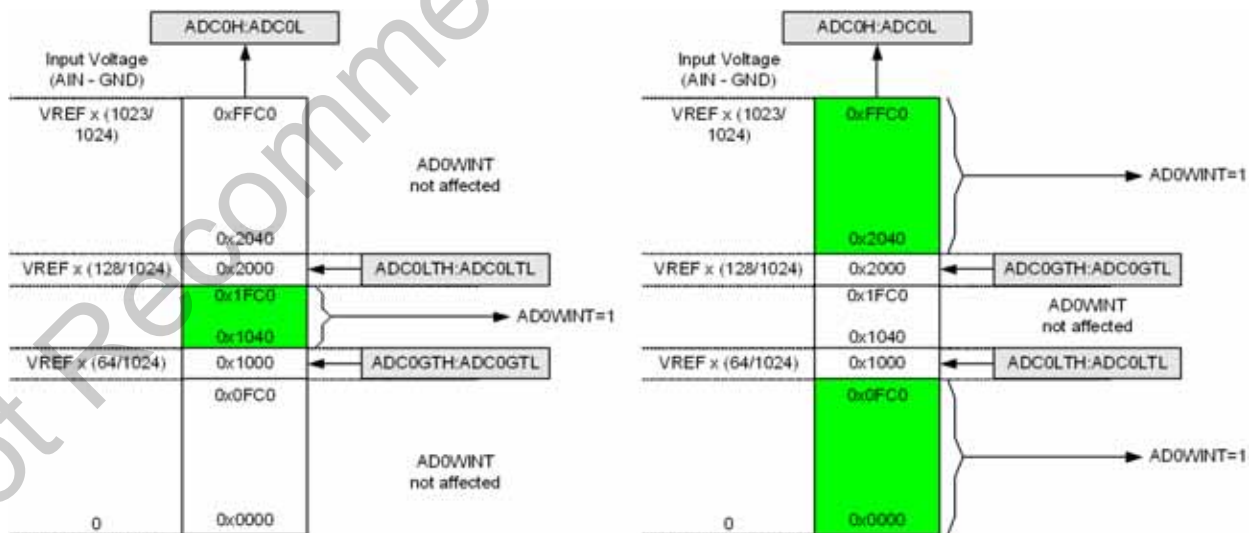 ADC0H:ADC0L
Input Voltage
(AIN - GND)
VREF x (1023/
1024)
0xFFC0
AD0WINT
not affected
0x2040
VREF x (128/1024)
0x2000
ADC0LTH:ADC0LTL
0x1FC0
AD0WINT=1
0x1040
VREF x (64/1024)
0x1000
ADC0GTH:ADC0GTL
0x0FC0
AD0WINT
not affected
0
0x0000
ADC0H:ADC0L
Input Voltage
(AIN - GND)
VREF x (1023/
1024)
0xFFC0
AD0WINT=1
0x2040
VREF x (128/1024)
0x2000
ADC0GTH:ADC0GTL
0x1FC0
AD0WINT
not affected
0x1040
VREF x (64/1024)
0x1000
ADC0LTH:ADC0LTL
0x0FC0
AD0WINT=1
0
0x0000
ot Recomme